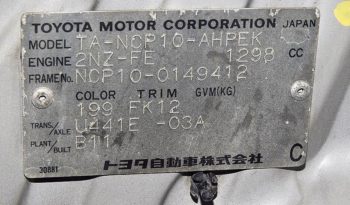 TOYOTA MOTOR CORPORATION JAPAN
MODEL TA-NCP10-AHPEK
ENGINE 2NZ-FE 1298 CC
FRAME NO. NCP10-0149412
COLOR TRIM GVM(KG)
199 FK12
TRANS./AXLE U441E -03A
PLANT/BUILT B11
トヨタ自動車株式会社 C
30881